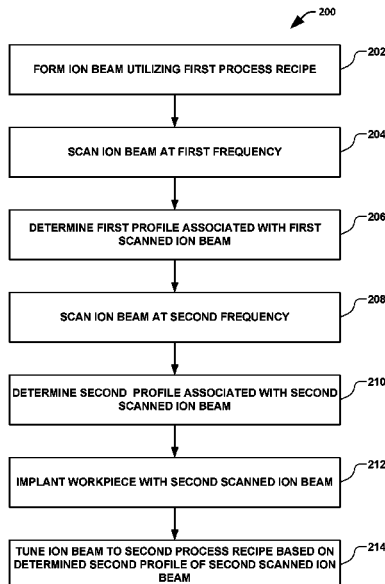 200
FORM ION BEAM UTILIZING FIRST PROCESS RECIPE
202
SCAN ION BEAM AT FIRST FREQUENCY
204
DETERMINE FIRST PROFILE ASSOCIATED WITH FIRST
SCANNED ION BEAM
206
SCAN ION BEAM AT SECOND FREQUENCY
208
DETERMINE SECOND PROFILE ASSOCIATED WITH SECOND
SCANNED ION BEAM
210
IMPLANT WORKPIECE WITH SECOND SCANNED ION BEAM
212
TUNE ION BEAM TO SECOND PROCESS RECIPE BASED ON
DETERMINED SECOND PROFILE OF SECOND SCANNED ION
BEAM
214